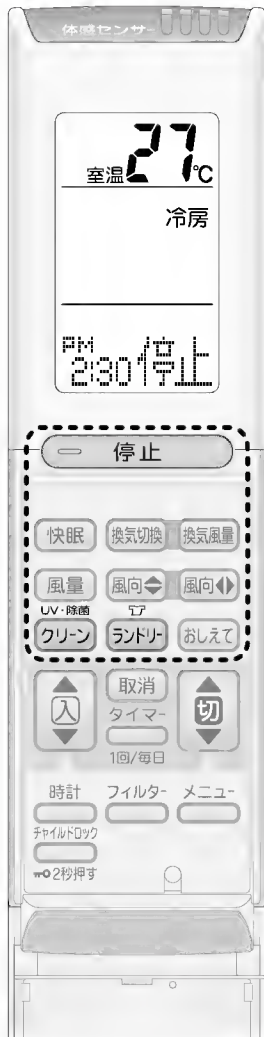 体感センサー
室温27℃
冷房
PM
2:30停止
停止
快眠 換気切換 換気風量
風量 風向 風向
UV・除菌
クリーン ランドリー おしえて
入 取消 切
タイマー
1回/毎日
時計 フィルター メニュー
チャイルドロック
2秒押す